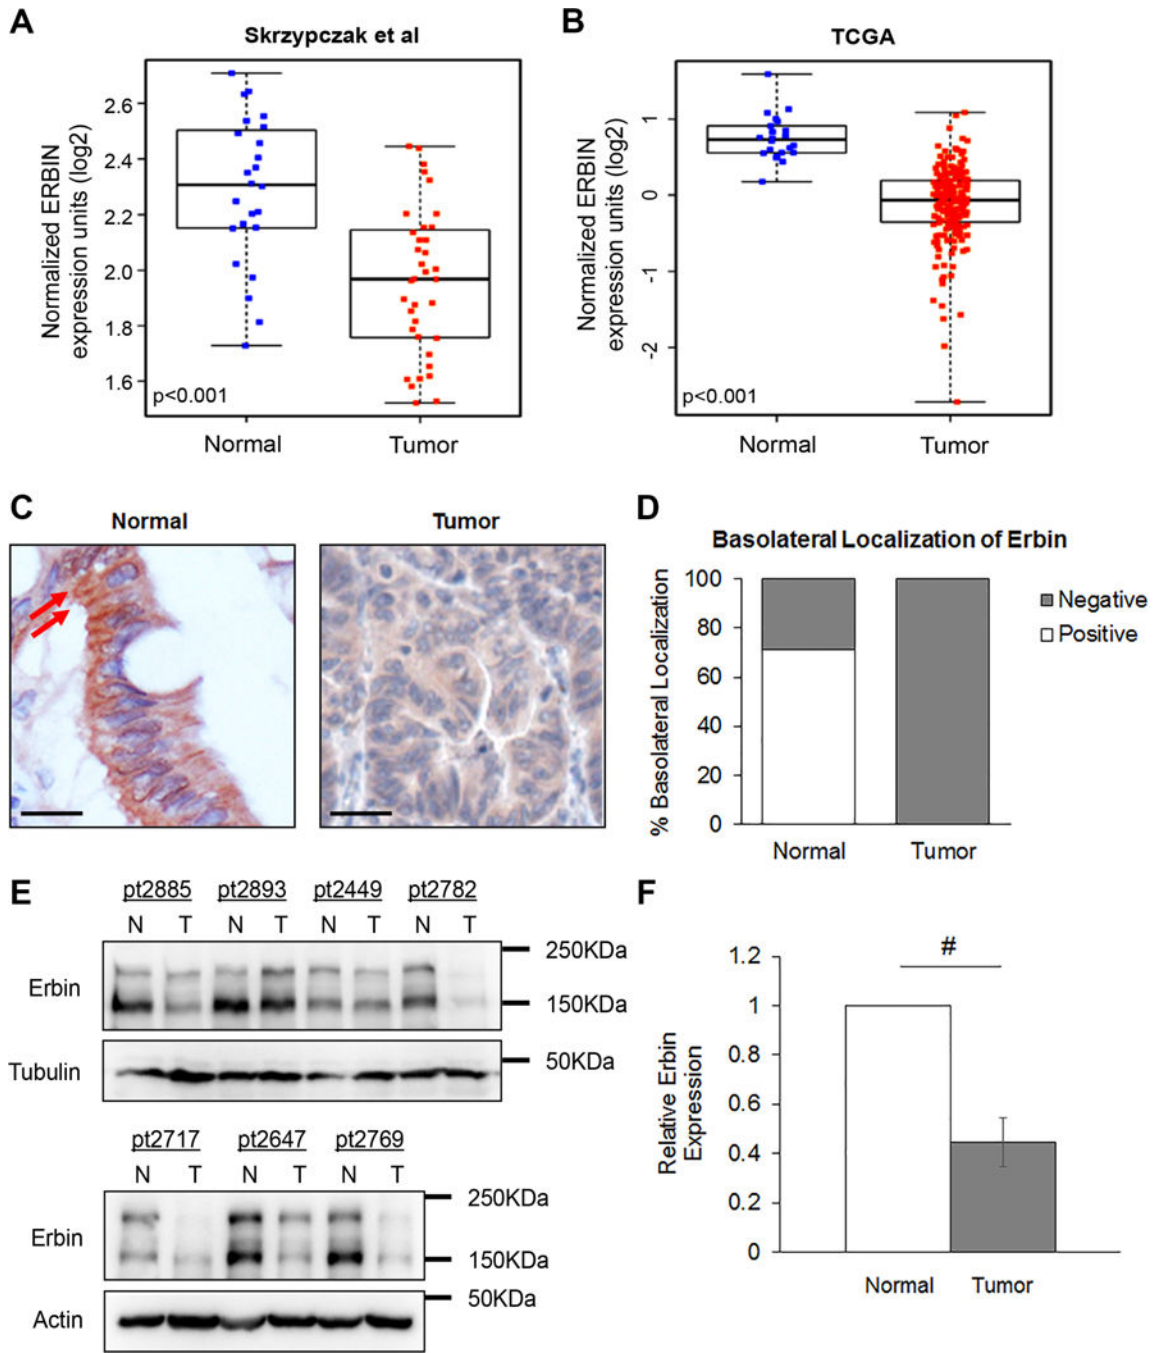 A
Skrzypczak et al
Normalized ERBIN
expression units (log2)
2.6
2.4
2.2
2.0
1.8
1.6
p<0.001
Normal
Tumor
B
TCGA
Normalized ERBIN
expression units (log2)
1
0
-1
-2
p<0.001
Normal
Tumor
C
Normal
Tumor
D
Basolateral Localization of Erbin
% Basolateral Localization
100
80
60
40
20
0
Normal
Tumor
Negative
Positive
E
pt2885 pt2893 pt2449 pt2782
N T N T N T N T
Erbin
250KDa
150KDa
Tubulin
50KDa
pt2717 pt2647 pt2769
N T N T N T
Erbin
250KDa
150KDa
Actin
50KDa
F
Relative Erbin
Expression
1.2
1
0.8
0.6
0.4
0.2
0
#
Normal
Tumor